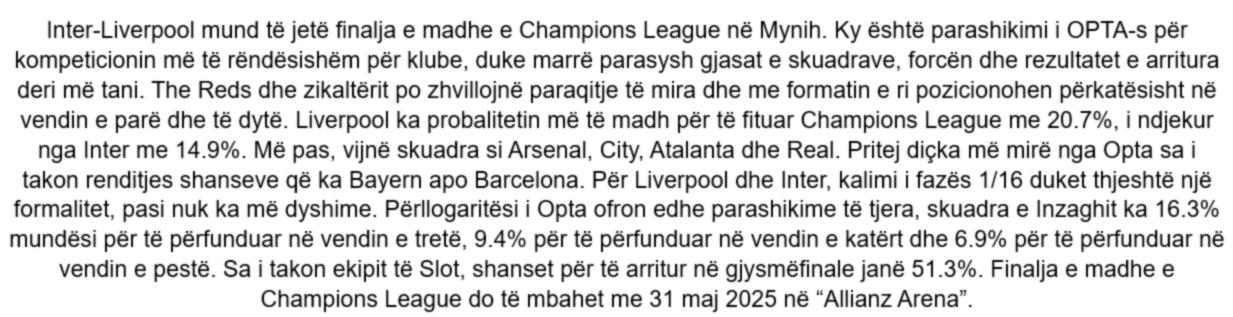 Inter-Liverpool mund të jetë finalja e madhe e Champions League në Mynih. Ky është parashikimi i OPTA-s për
kompeticionin më të rëndësishëm për klube, duke marrë parasysh gjasat e skuadrave, forcën dhe rezultatet e arritura
deri më tani. The Reds dhe zikaltërit po zhvillojnë paraqitje të mira dhe me formatin e ri pozicionohen përkatësisht në
vendin e parë dhe të dytë. Liverpool ka probalitetin më të madh për të fituar Champions League me 20.7%, i ndjekur
nga Inter me 14.9%. Më pas, vijnë skuadra si Arsenal, City, Atalanta dhe Real. Pritej diçka më mirë nga Opta sa i
takon renditjes shanseve që ka Bayern apo Barcelona. Për Liverpool dhe Inter, kalimi i fazës 1/16 duket thjeshtë një
formalitet, pasi nuk ka më dyshime. Përllogaritësi i Opta ofron edhe parashikime të tjera, skuadra e Inzaghit ka 16.3%
mundësi për të përfunduar në vendin e tretë, 9.4% për të përfunduar në vendin e katërt dhe 6.9% për të përfunduar në
vendin e pestë. Sa i takon ekipit të Slot, shanset për të arritur në gjysmëfinale janë 51.3%. Finalja e madhe e
Champions League do të mbahet me 31 maj 2025 në “Allianz Arena”.